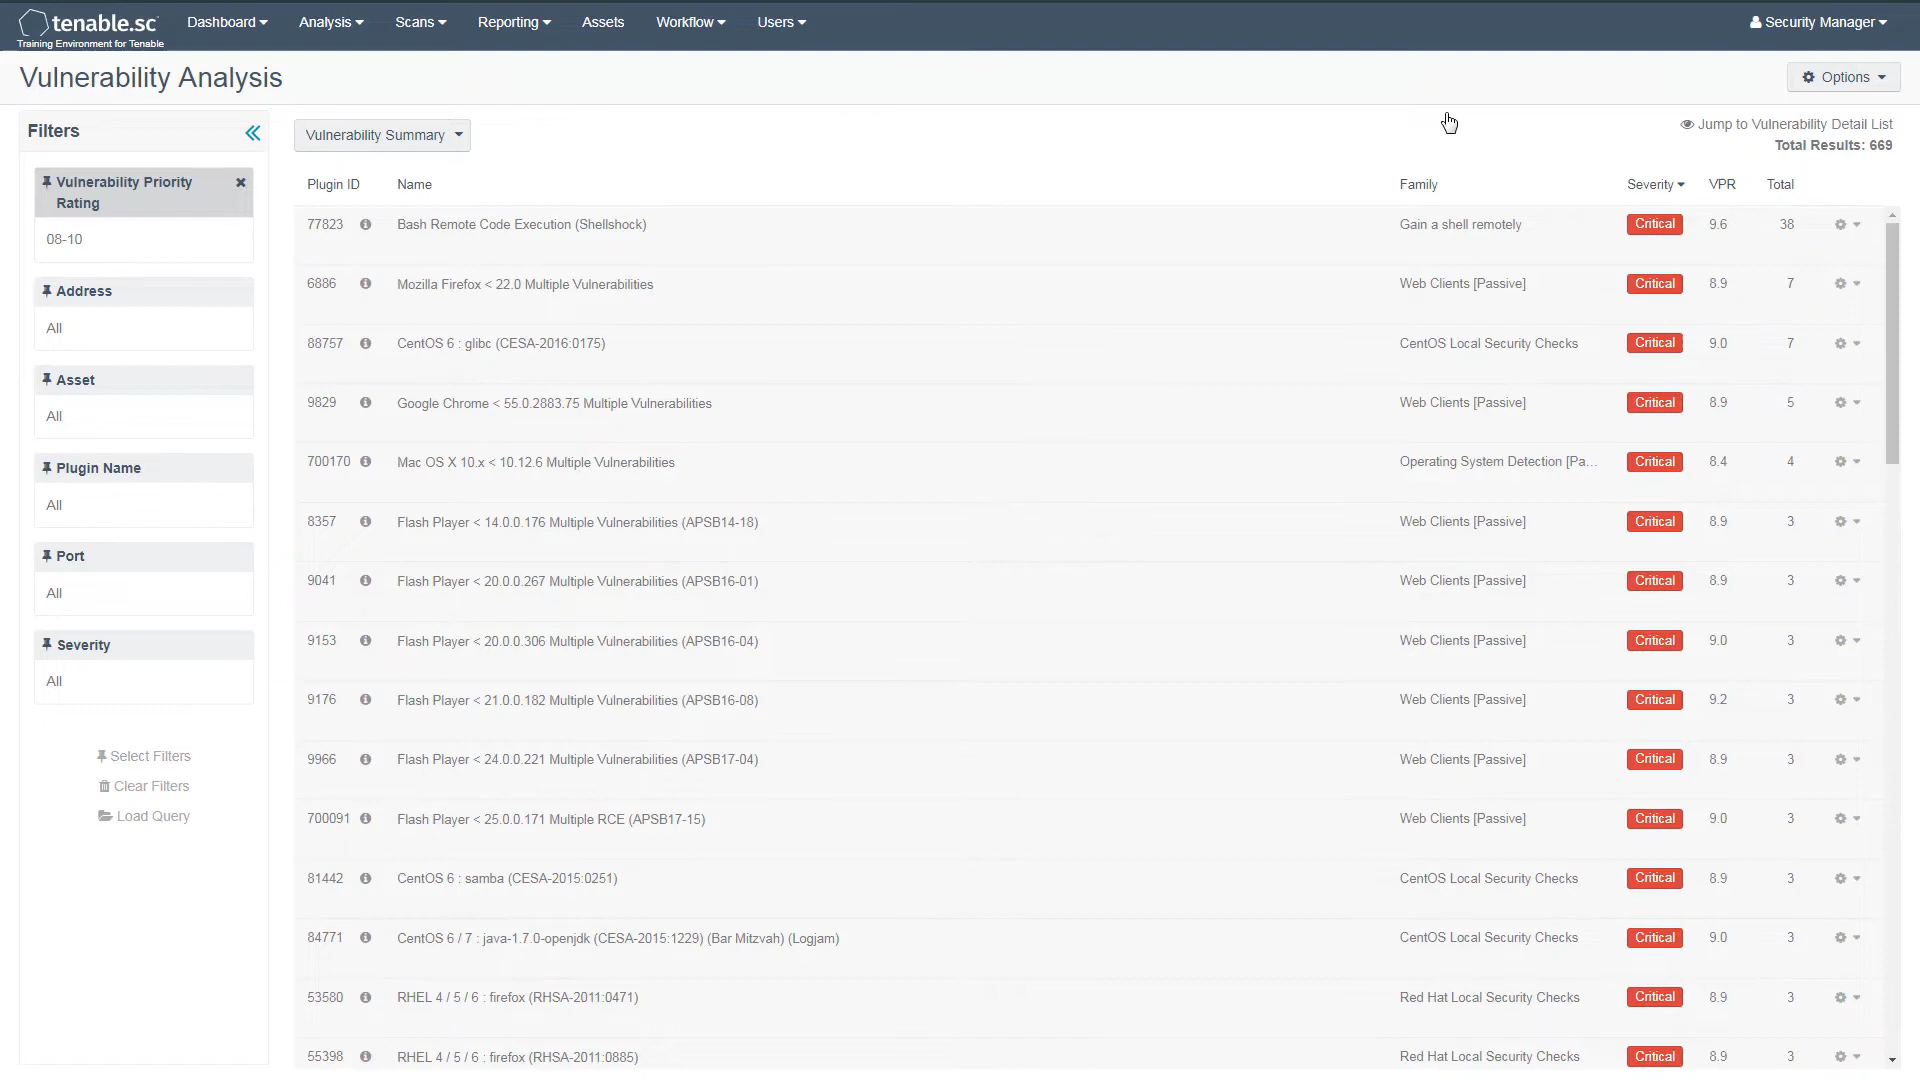 tenable.sc
Training Environment for Tenable
Dashboard
Analysis
Scans
Reporting
Assets
Workflow
Users
Security Manager
Vulnerability Analysis
Options
Filters
Vulnerability Priority
Rating
08-10
Address
All
Asset
All
Plugin Name
All
Port
All
Severity
All
Select Filters
Clear Filters
Load Query
Vulnerability Summary
Jump to Vulnerability Detail List
Total Results: 669
Plugin ID Name Family Severity VPR Total
77823 Bash Remote Code Execution (Shellshock) Gain a shell remotely Critical 9.6 38
6886 Mozilla Firefox < 22.0 Multiple Vulnerabilities Web Clients [Passive] Critical 8.9 7
88757 CentOS 6 : glibc (CESA-2016:0175) CentOS Local Security Checks Critical 9.0 7
9829 Google Chrome < 55.0.2883.75 Multiple Vulnerabilities Web Clients [Passive] Critical 8.9 5
700170 Mac OS X 10.x < 10.12.6 Multiple Vulnerabilities Operating System Detection [Pa... Critical 8.4 4
8357 Flash Player < 14.0.0.176 Multiple Vulnerabilities (APSB14-18) Web Clients [Passive] Critical 8.9 3
9041 Flash Player < 20.0.0.267 Multiple Vulnerabilities (APSB16-01) Web Clients [Passive] Critical 8.9 3
9153 Flash Player < 20.0.0.306 Multiple Vulnerabilities (APSB16-04) Web Clients [Passive] Critical 9.0 3
9176 Flash Player < 21.0.0.182 Multiple Vulnerabilities (APSB16-08) Web Clients [Passive] Critical 9.2 3
9966 Flash Player < 24.0.0.221 Multiple Vulnerabilities (APSB17-04) Web Clients [Passive] Critical 8.9 3
700091 Flash Player < 25.0.0.171 Multiple RCE (APSB17-15) Web Clients [Passive] Critical 9.0 3
81442 CentOS 6 : samba (CESA-2015:0251) CentOS Local Security Checks Critical 8.9 3
84771 CentOS 6 / 7 : java-1.7.0-openjdk (CESA-2015:1229) (Bar Mitzvah) (Logjam) CentOS Local Security Checks Critical 9.0 3
53580 RHEL 4 / 5 / 6 : firefox (RHSA-2011:0471) Red Hat Local Security Checks Critical 8.9 3
55398 RHEL 4 / 5 / 6 : firefox (RHSA-2011:0885) Red Hat Local Security Checks Critical 8.9 3